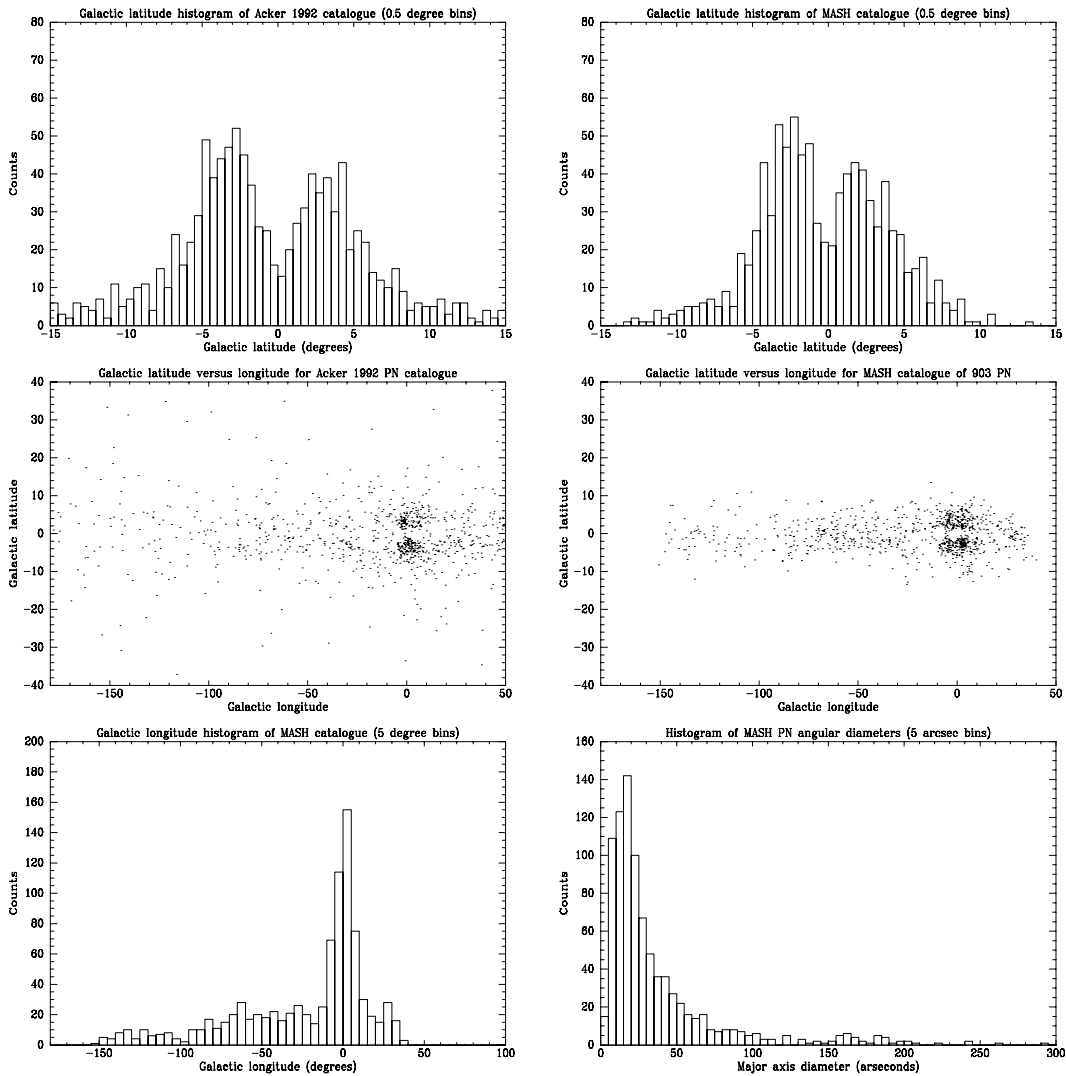 Galactic latitude histogram of Acker 1992 catalogue (0.5 degree bins)
80
70
60
50
40
30
20
10
0
Counts
-15 -10 -5 0 5 10 15
Galactic latitude (degrees)
Galactic latitude histogram of MASH catalogue (0.5 degree bins)
80
70
60
50
40
30
20
10
0
Counts
-15 -10 -5 0 5 10 15
Galactic latitude (degrees)
Galactic latitude versus longitude for Acker 1992 PN catalogue
40
30
20
10
0
-10
-20
-30
-40
Galactic latitude
-150 -100 -50 0 50
Galactic longitude
Galactic latitude versus longitude for MASH catalogue of 903 PN
40
30
20
10
0
-10
-20
-30
-40
Galactic latitude
-150 -100 -50 0 50
Galactic longitude
Galactic longitude histogram of MASH catalogue (5 degree bins)
200
180
160
140
120
100
80
60
40
20
0
Counts
-150 -100 -50 0 50 100
Galactic longitude (degrees)
Histogram of MASH PN angular diameters (5 arcsec bins)
160
140
120
100
80
60
40
20
0
Counts
0 50 100 150 200 250 300
Major axis diameter (arseconds)